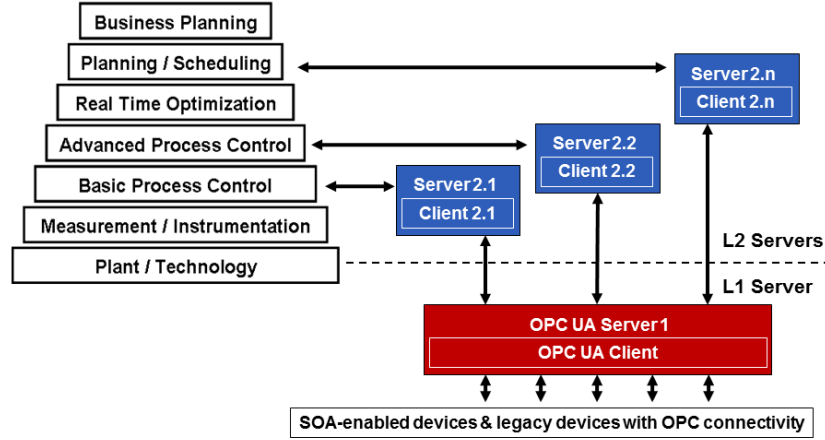 Business Planning
Planning / Scheduling
Real Time Optimization
Advanced Process Control
Basic Process Control
Measurement / Instrumentation
Plant / Technology
Server 2.n
Client 2.n
Server 2.2
Client 2.2
Server 2.1
Client 2.1
L2 Servers
L1 Server
OPC UA Server 1
OPC UA Client
SOA-enabled devices & legacy devices with OPC connectivity